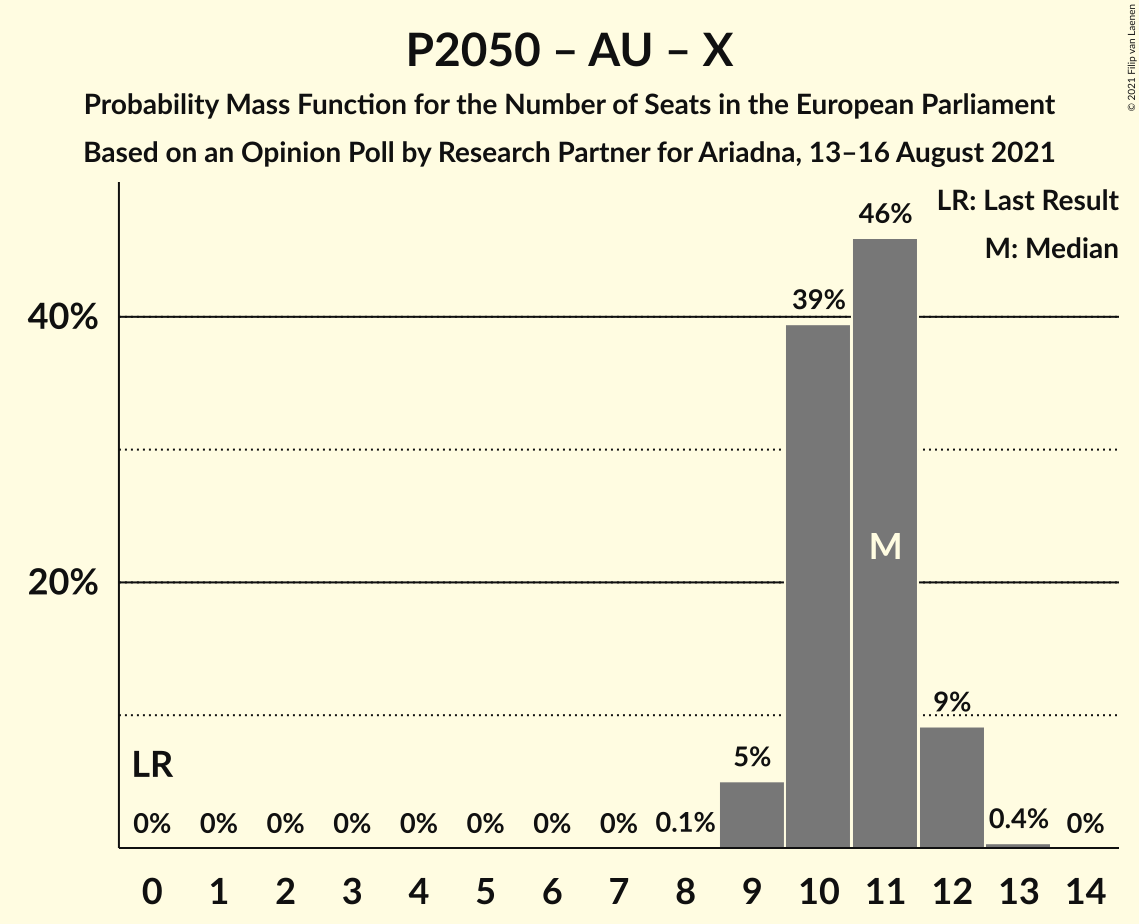 P2050 – AU – X
Probability Mass Function for the Number of Seats in the European Parliament
Based on an Opinion Poll by Research Partner for Ariadna, 13–16 August 2021
© 2021 Filip van Laenen
LR: Last Result
M: Median
46%
39%
40%
M
20%
9%
5%
LR
0% 0% 0% 0% 0% 0% 0% 0% 0.1% 0.4% 0%
0 1 2 3 4 5 6 7 8 9 10 11 12 13 14